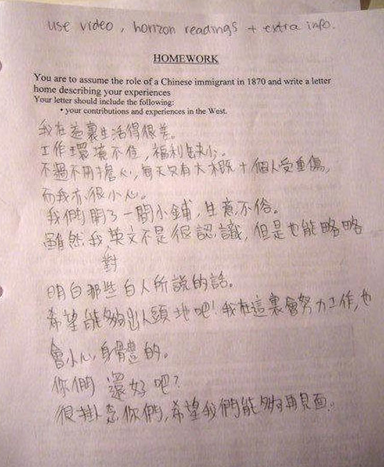 use video, horizon readings + extra info.
HOMEWORK
You are to assume the role of a Chinese immigrant in 1870 and write a letter
home describing your experiences
Your letter should include the following:
• your contributions and experiences in the West.
我在這裏生活得很差。
工作環境不佳，福利缺少。
不過不用擔心，每天只有大概十個人受重傷，
而我亦很小心。
我們開了一間小鋪，生意不俗。
雖然我英文不是很認識，但是也能略略
對
明白那些白人所說的話。
希望能夠出人頭地吧！我在這裏會努力工作，也
會小心身體的。
你們還好吧？
很掛念你們，希望我們能夠再見面。